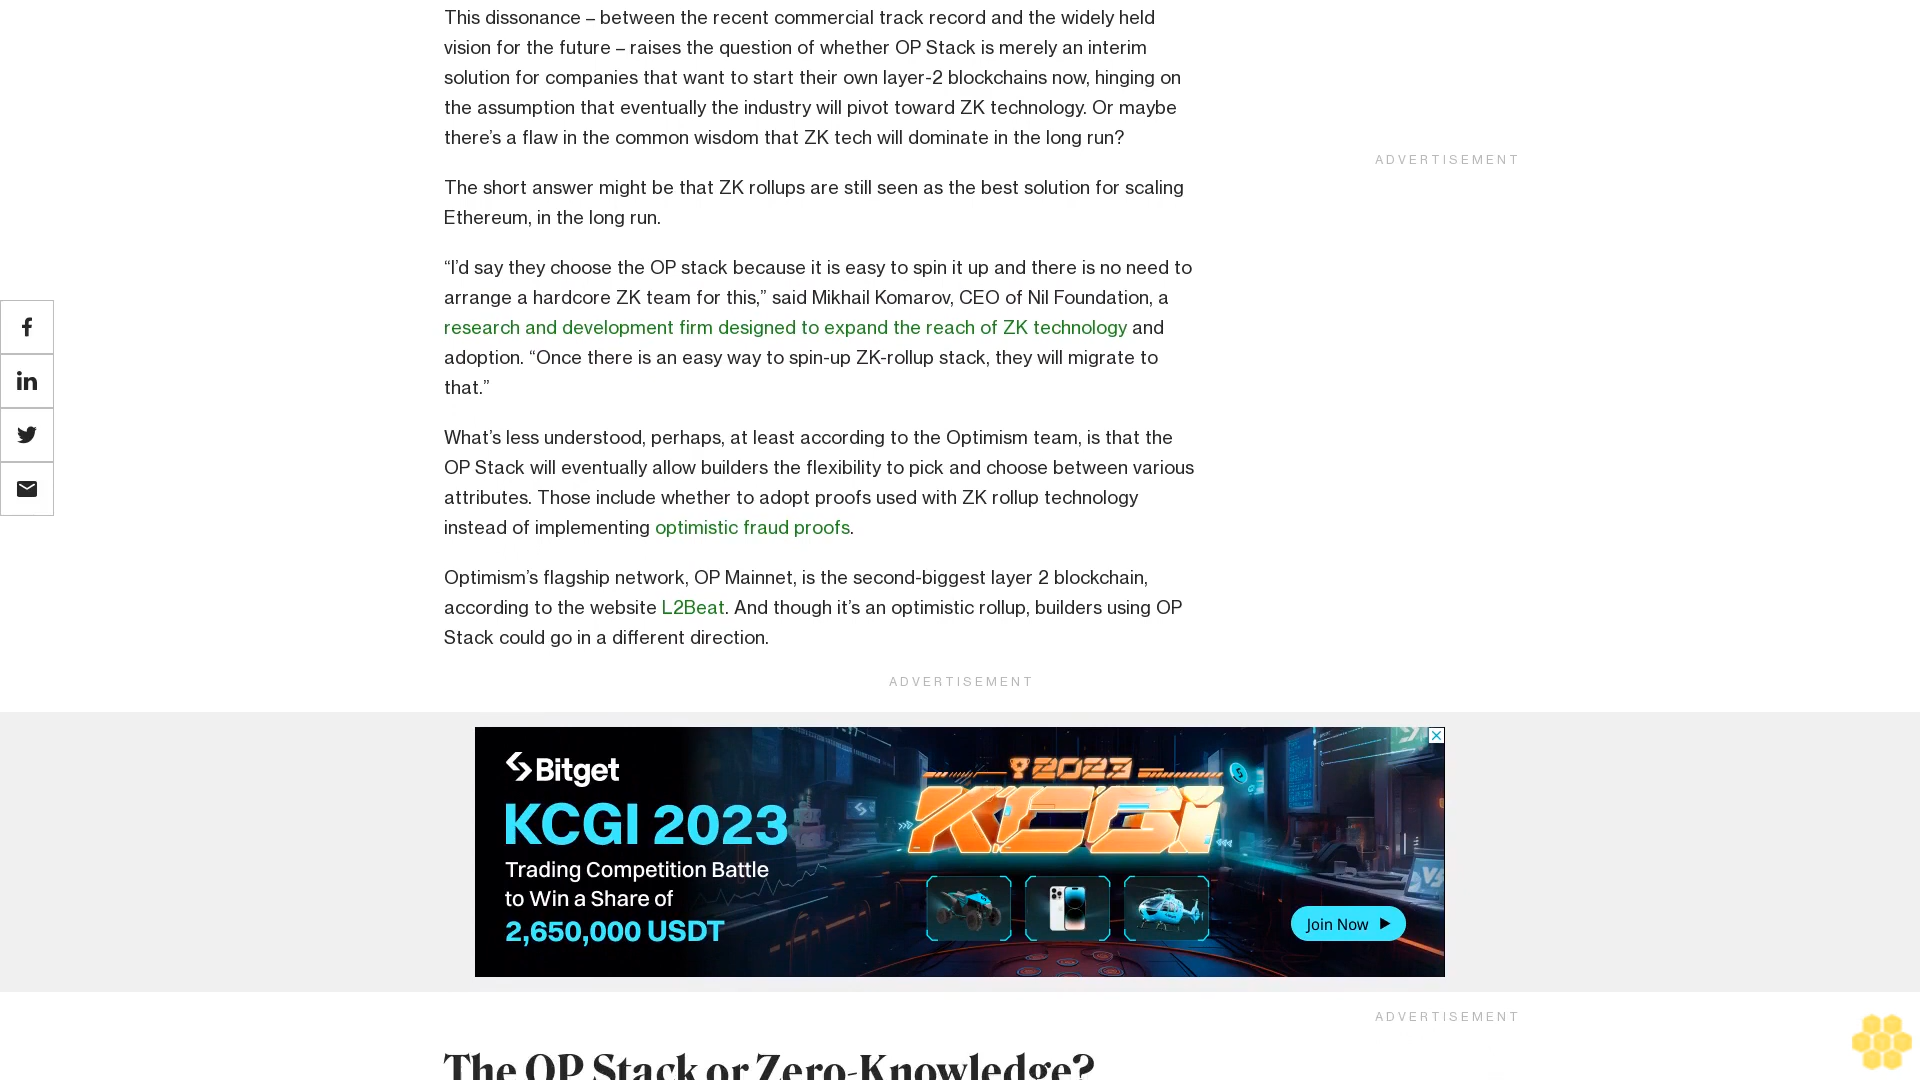 This dissonance – between the recent commercial track record and the widely held
vision for the future – raises the question of whether OP Stack is merely an interim
solution for companies that want to start their own layer-2 blockchains now, hinging on
the assumption that eventually the industry will pivot toward ZK technology. Or maybe
there’s a flaw in the common wisdom that ZK tech will dominate in the long run?
ADVERTISEMENT
The short answer might be that ZK rollups are still seen as the best solution for scaling
Ethereum, in the long run.
“I’d say they choose the OP stack because it is easy to spin it up and there is no need to
arrange a hardcore ZK team for this,” said Mikhail Komarov, CEO of Nil Foundation, a
research and development firm designed to expand the reach of ZK technology and
adoption. “Once there is an easy way to spin-up ZK-rollup stack, they will migrate to
that.”
What’s less understood, perhaps, at least according to the Optimism team, is that the
OP Stack will eventually allow builders the flexibility to pick and choose between various
attributes. Those include whether to adopt proofs used with ZK rollup technology
instead of implementing optimistic fraud proofs.
Optimism’s flagship network, OP Mainnet, is the second-biggest layer 2 blockchain,
according to the website L2Beat. And though it’s an optimistic rollup, builders using OP
Stack could go in a different direction.
ADVERTISEMENT
Bitget
KCGI 2023
Trading Competition Battle
to Win a Share of
2,650,000 USDT
2023
KCGI
VS
Join Now
ADVERTISEMENT
The OP Stack or Zero-Knowledge?